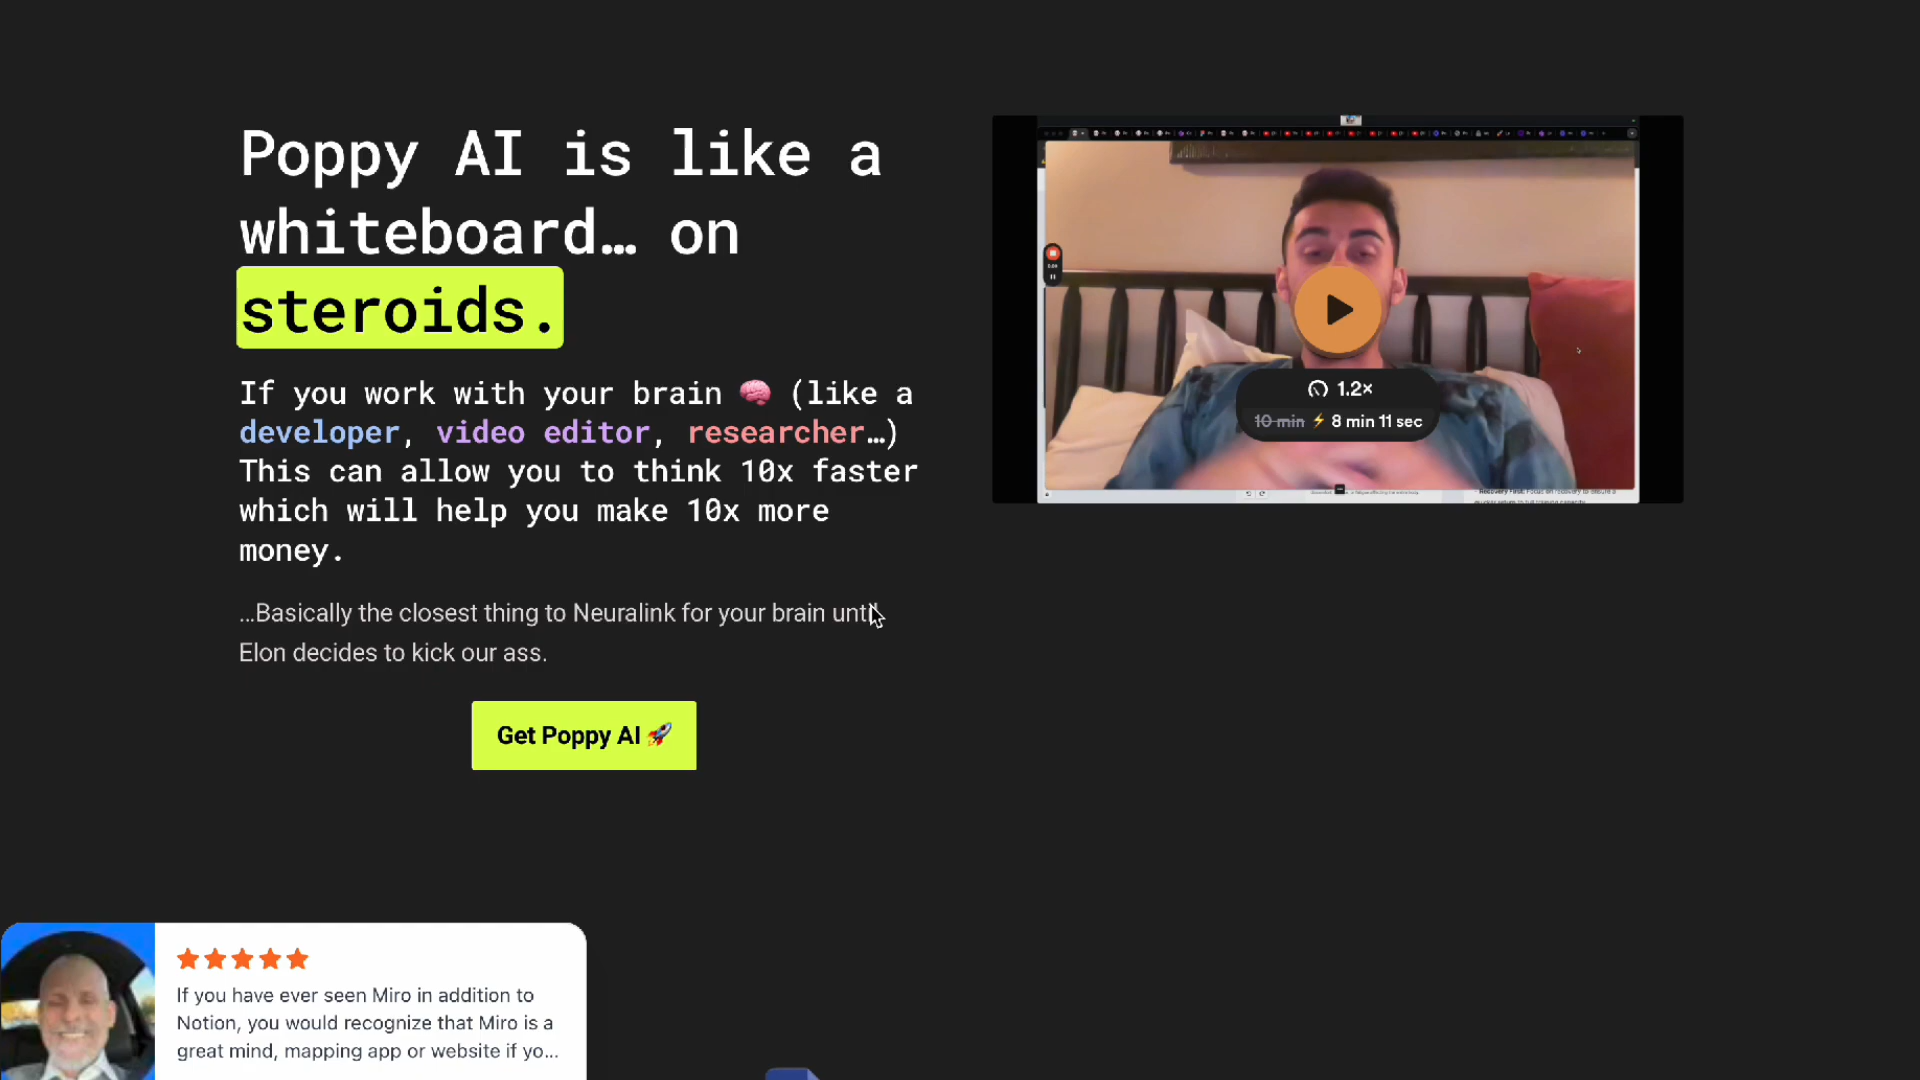 Poppy AI is like a
whiteboard… on
steroids.
If you work with your brain 🧠 (like a
developer, video editor, researcher…)
This can allow you to think 10x faster
which will help you make 10x more
money.
…Basically the closest thing to Neuralink for your brain until
Elon decides to kick our ass.
Get Poppy AI 🚀
1.2×
10 min ⚡ 8 min 11 sec
If you have ever seen Miro in addition to
Notion, you would recognize that Miro is a
great mind, mapping app or website if yo...